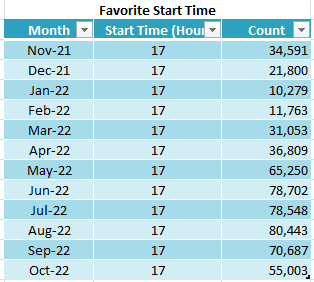 Favorite Start Time
Month Start Time (Hour Count
Nov-21 17 34,591
Dec-21 17 21,800
Jan-22 17 10,279
Feb-22 17 11,763
Mar-22 17 31,053
Apr-22 17 36,809
May-22 17 65,250
Jun-22 17 78,702
Jul-22 17 78,548
Aug-22 17 80,443
Sep-22 17 70,687
Oct-22 17 55,003